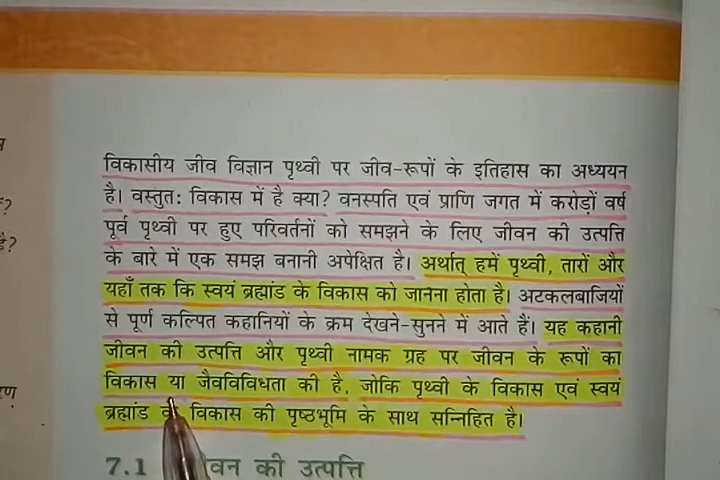 विकासीय जीव विज्ञान पृथ्वी पर जीव-रूपों के इतिहास का अध्ययन
है। वस्तुत: विकास में है क्या? वनस्पति एवं प्राणि जगत में करोड़ों वर्ष
पूर्व पृथ्वी पर हुए परिवर्तनों को समझने के लिए जीवन की उत्पत्ति
के बारे में एक समझ बनानी अपेक्षित है। अर्थात् हमें पृथ्वी, तारों और
यहाँ तक कि स्वयं ब्रह्मांड के विकास को जानना होता है। अटकलबाजियों
से पूर्ण कल्पित कहानियों के क्रम देखने-सुनने में आते हैं। यह कहानी
जीवन की उत्पत्ति और पृथ्वी नामक ग्रह पर जीवन के रूपों का
विकास या जैवविविधता की है, जोकि पृथ्वी के विकास एवं स्वयं
ब्रह्मांड के विकास की पृष्ठभूमि के साथ सन्निहित है।
7.1 जीवन की उत्पत्ति